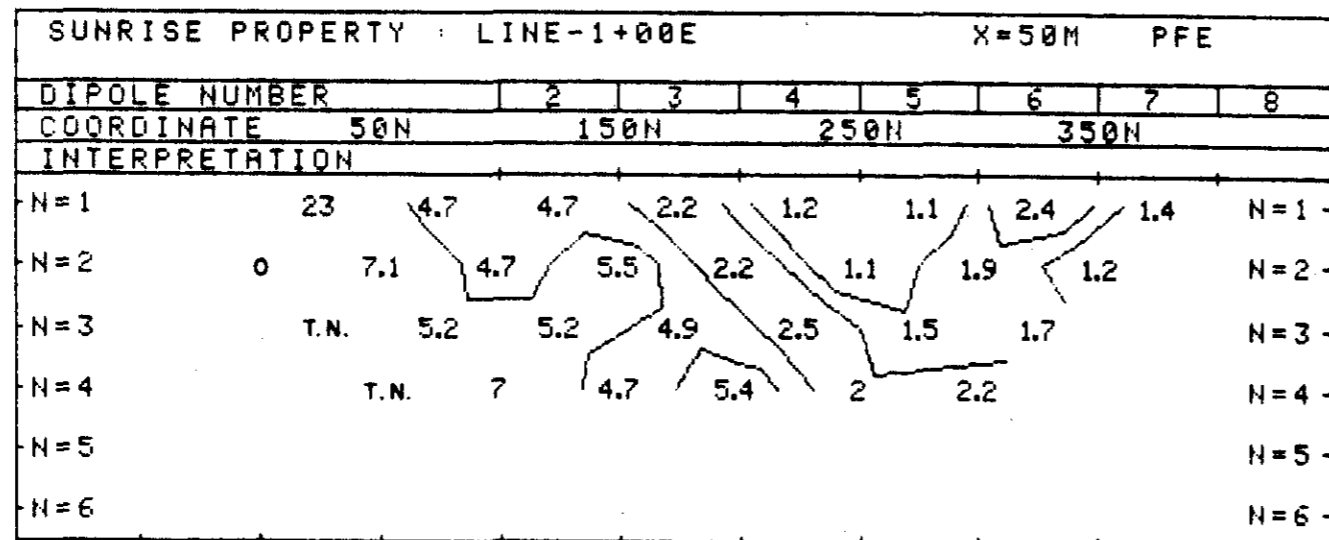 SUNRISE PROPERTY : LINE-1+00E X=50M PFE
DIPOLE NUMBER 2 3 4 5 6 7 8
COORDINATE 50N 150N 250N 350N
INTERPRETATION
N=1 23 4.7 4.7 2.2 1.2 1.1 2.4 1.4 N=1
N=2 0 7.1 4.7 5.5 2.2 1.1 1.9 1.2 N=2
N=3 T.N. 5.2 5.2 4.9 2.5 1.5 1.7 N=3
N=4 T.N. 7 4.7 5.4 2 2.2 N=4
N=5 N=5
N=6 N=6